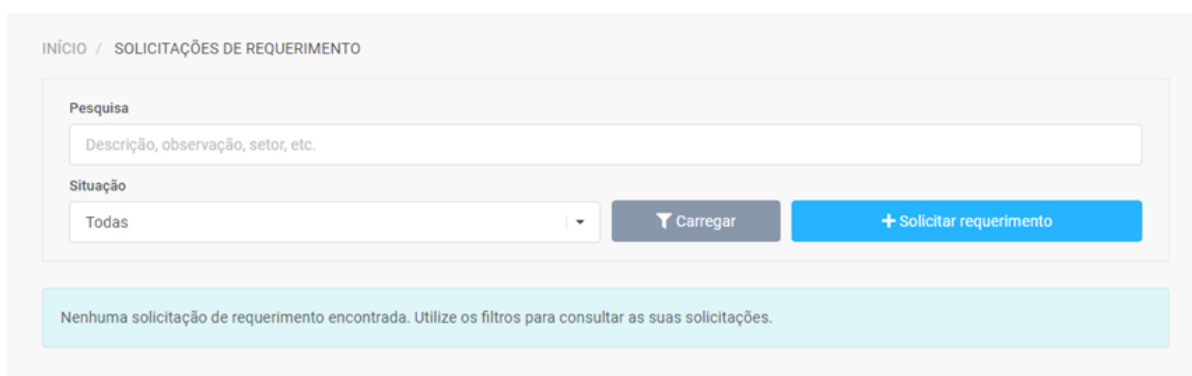 INÍCIO / SOLICITAÇÕES DE REQUERIMENTO
Pesquisa
Descrição, observação, setor, etc.
Situação
Todas
Carregar
+ Solicitar requerimento
Nenhuma solicitação de requerimento encontrada. Utilize os filtros para consultar as suas solicitações.